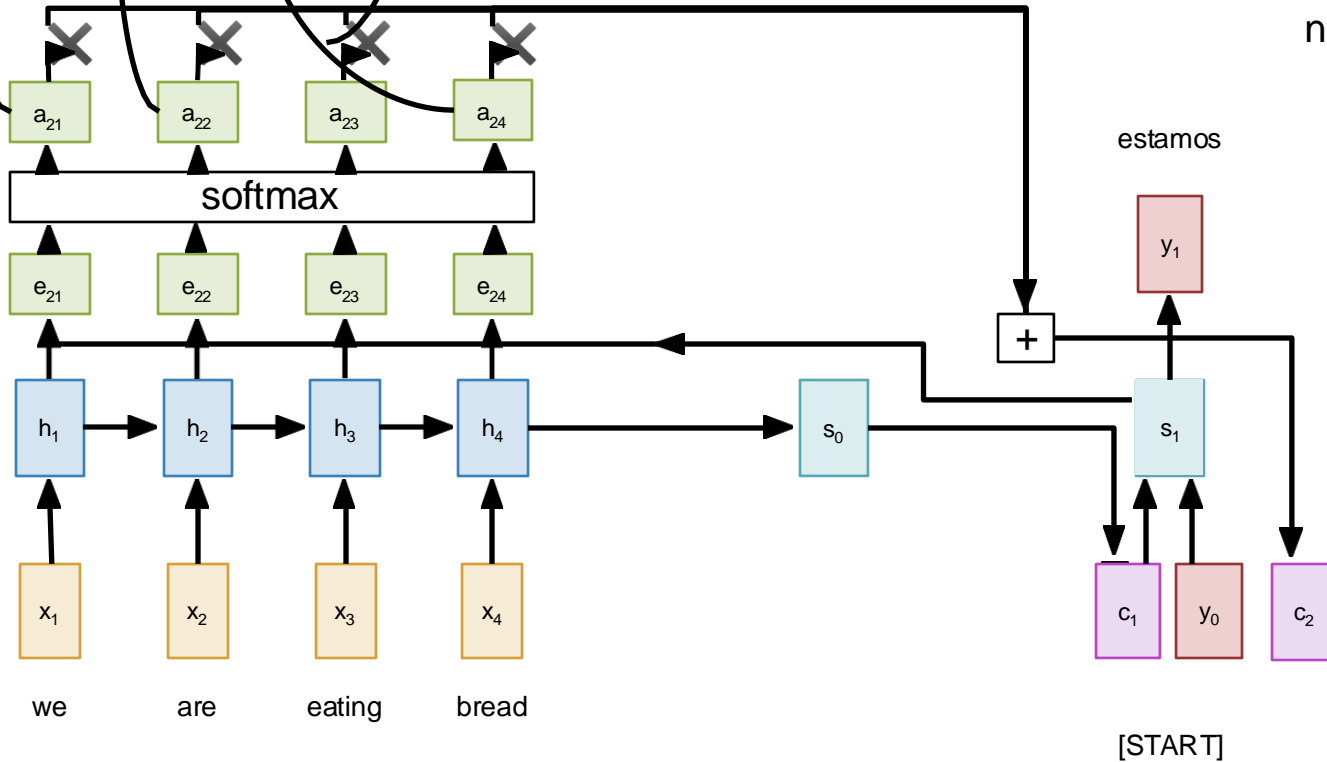 n
a21 a22 a23 a24
estamos
softmax
y1
e21 e22 e23 e24
+
h1 h2 h3 h4 s0 s1
x1 x2 x3 x4 c1 y0 c2
we are eating bread
[START]